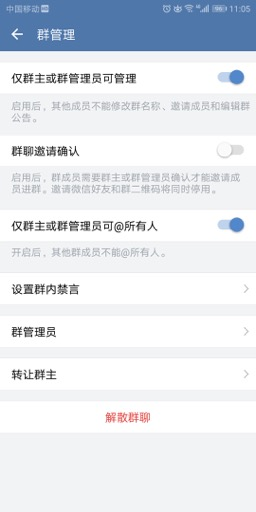 中国移动 HD 11:05
群管理
仅群主或群管理员可管理
启用后，其他成员不能修改群名称、邀请成员和编辑群
公告。
群聊邀请确认
启用后，群成员需要群主或群管理员确认才能邀请成
员进群。邀请微信好友和群二维码将同时停用。
仅群主或群管理员可@所有人
开启后，其他群成员不能@所有人。
设置群内禁言
群管理员
转让群主
解散群聊